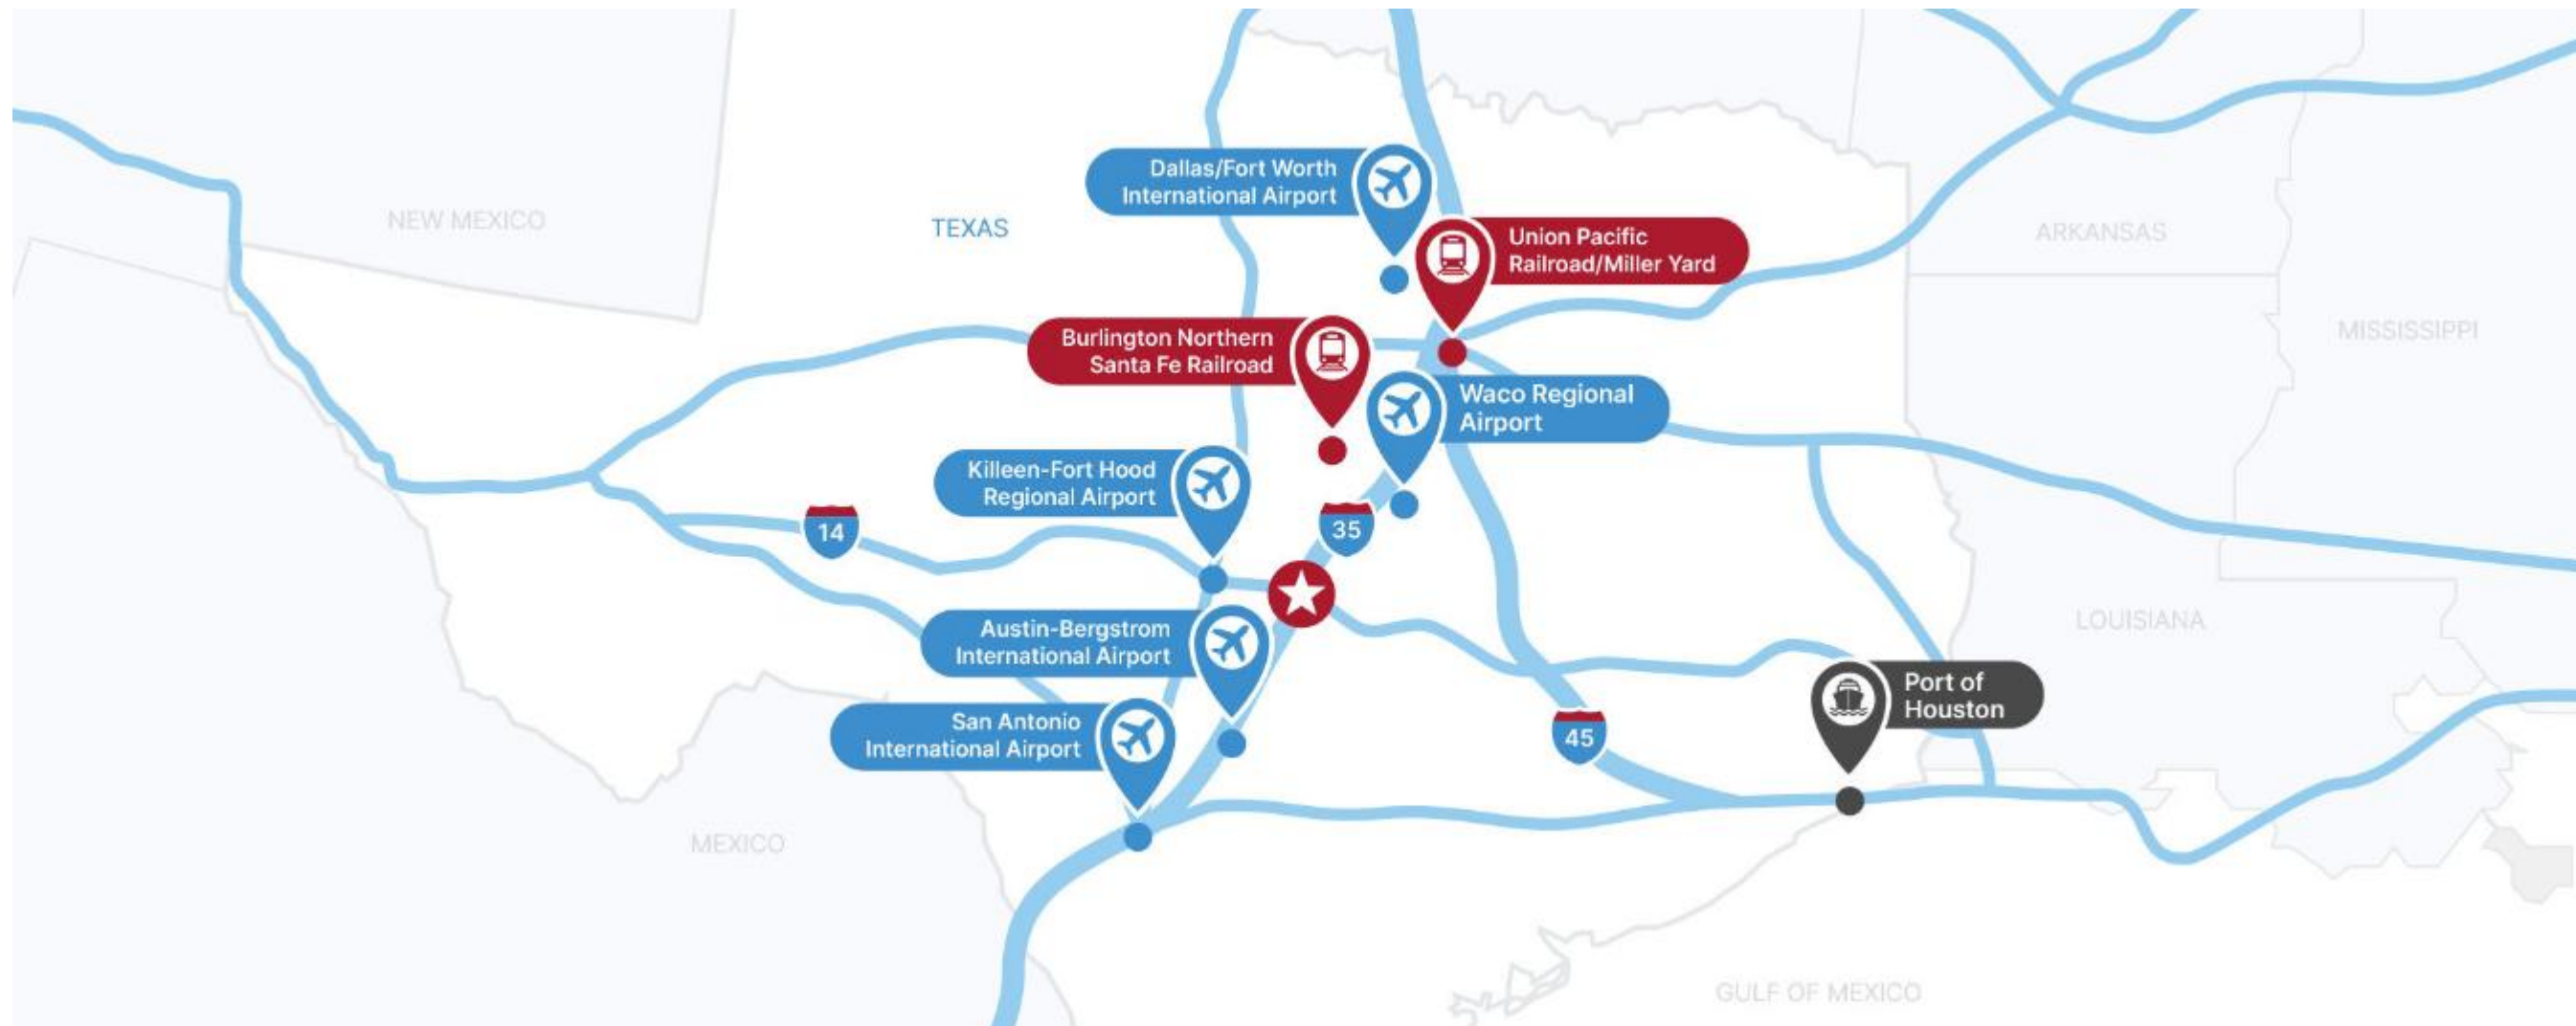 Dallas/Fort Worth
International Airport
NEW MEXICO
TEXAS
Union Pacific
Railroad/Miller Yard
ARKANSAS
Burlington Northern
Santa Fe Railroad
MISSISSIPPI
Waco Regional
Airport
Killeen-Fort Hood
Regional Airport
14
35
Austin-Bergstrom
International Airport
LOUISIANA
Port of
Houston
San Antonio
International Airport
45
MEXICO
GULF OF MEXICO